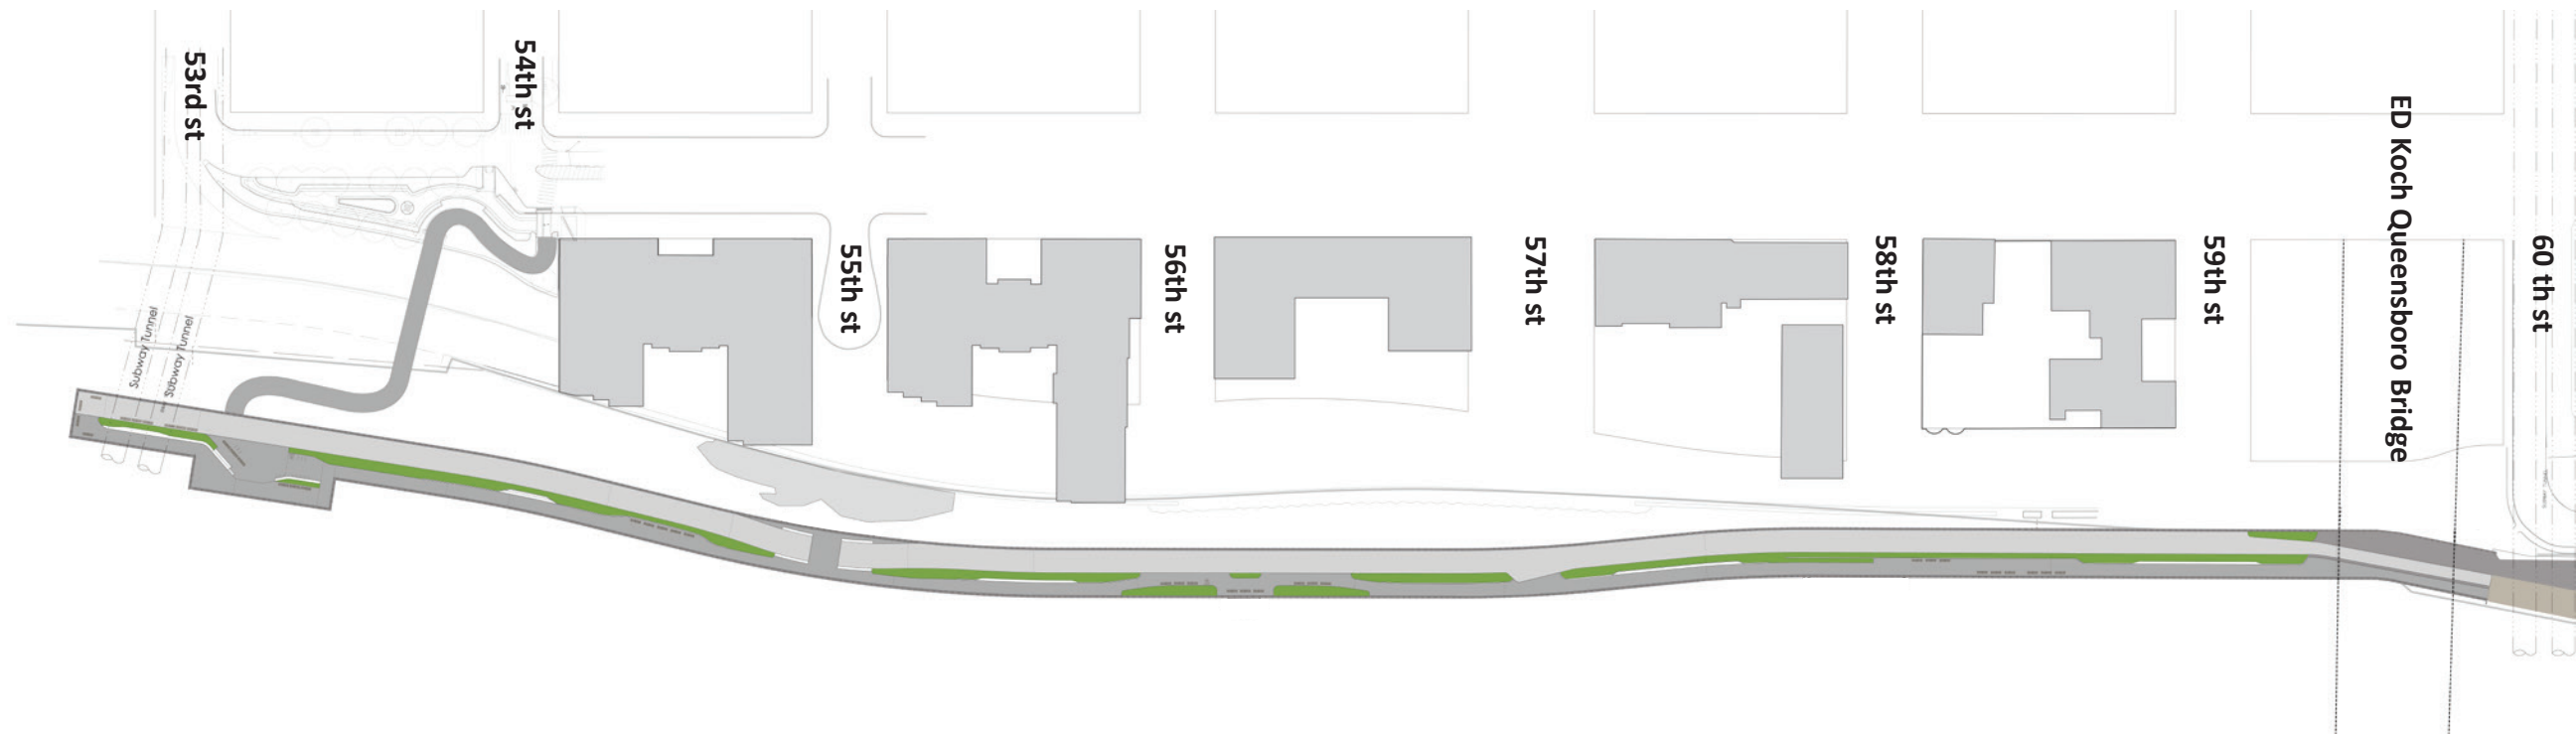 53rd st
54th st
55th st
56th st
57th st
58th st
59th st
ED Koch Queensboro Bridge
60 th st
Subway Tunnel
Subway Tunnel